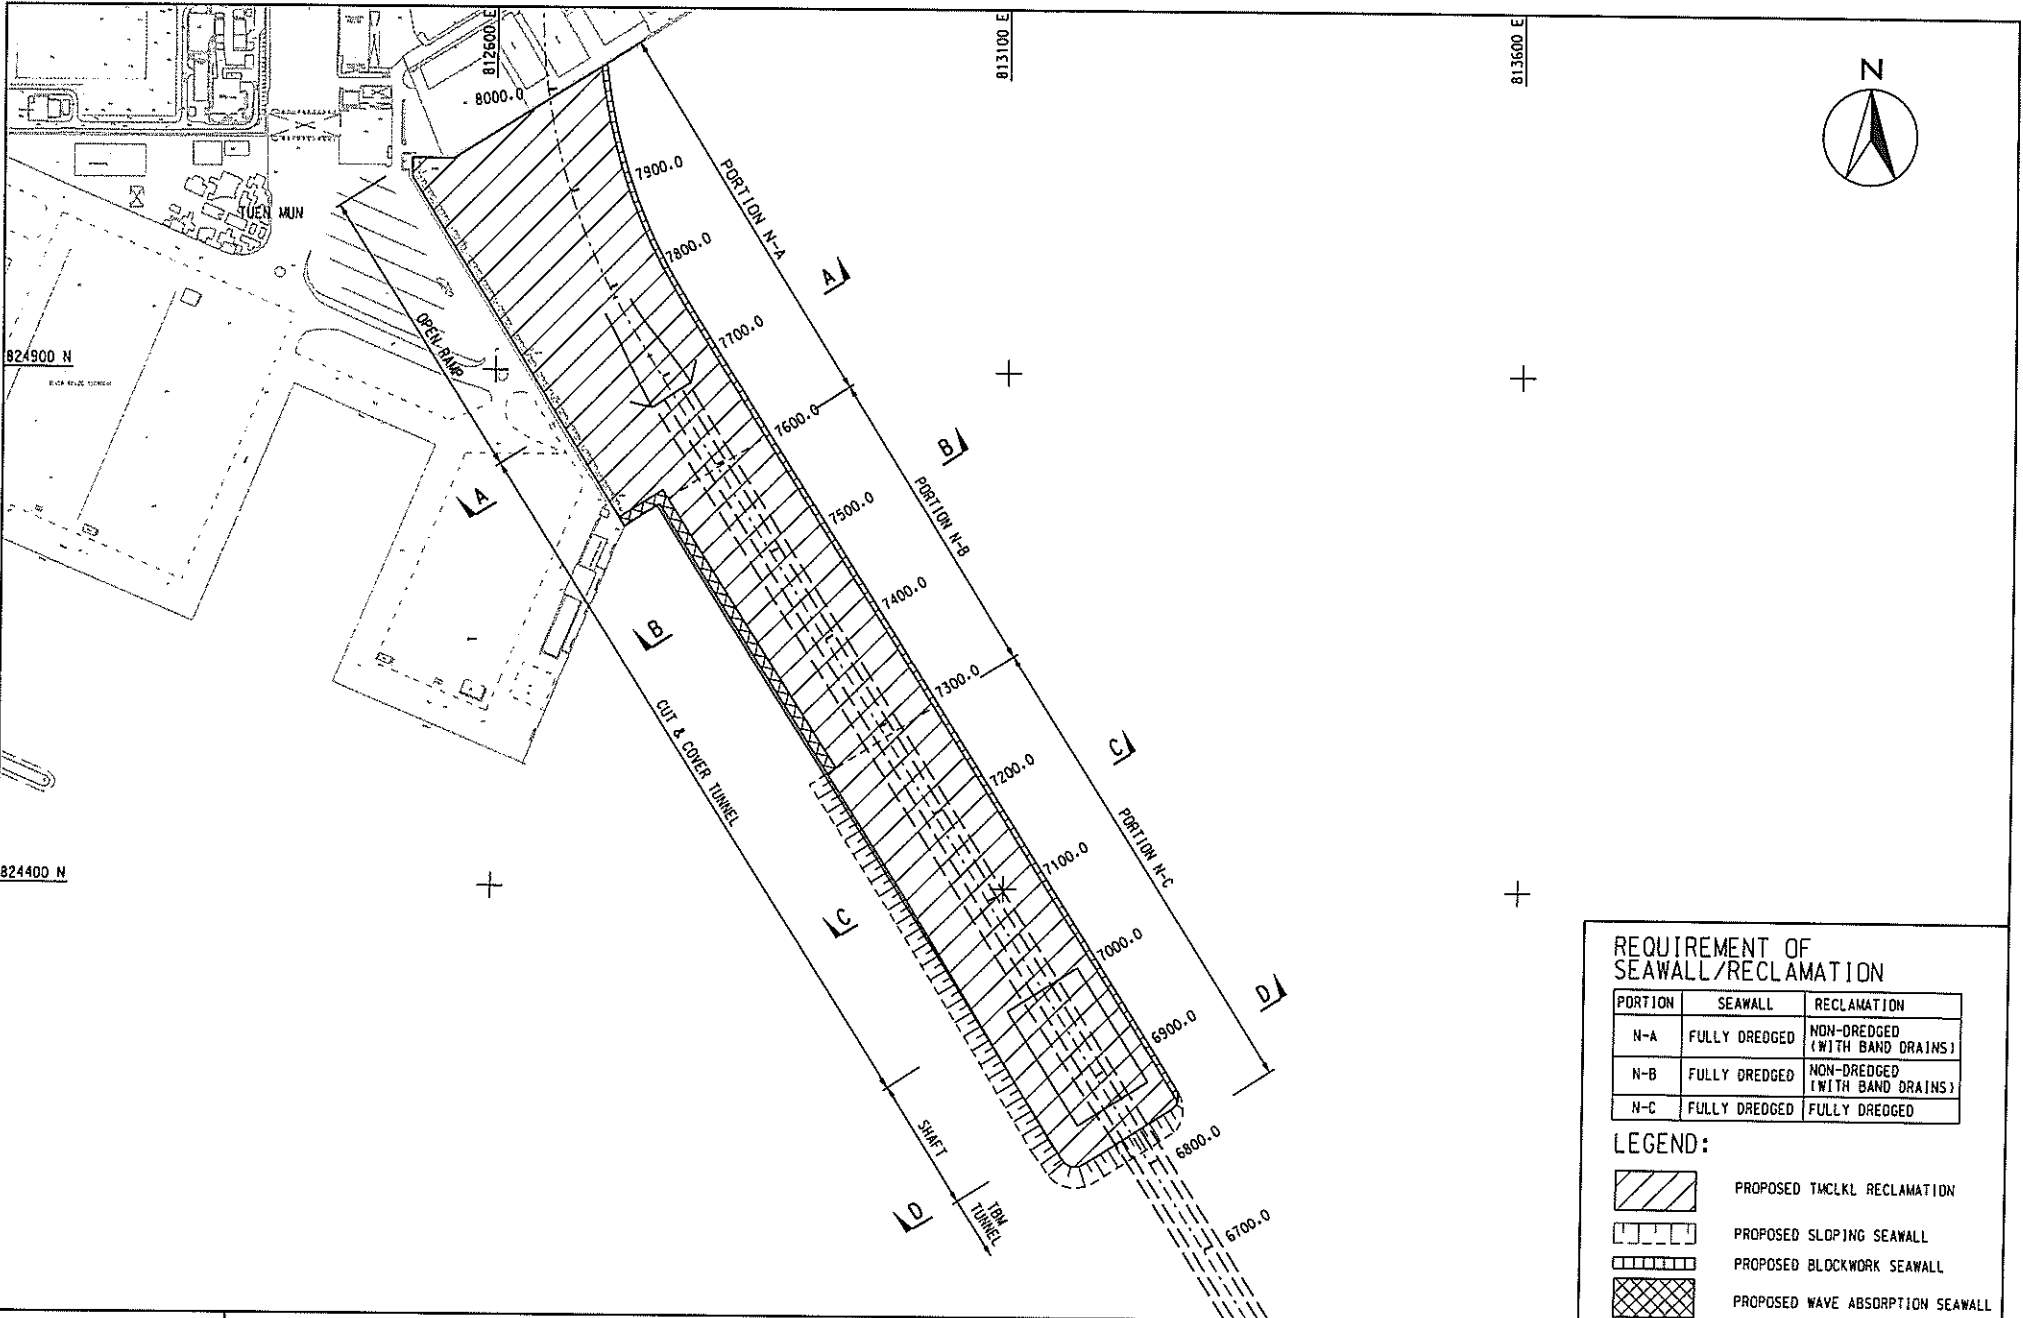 812600 E
813100 E
813600 E
N
8000.0
7900.0
PORTION N-A
TUEN MUN
7800.0
A
OPEN RAMP
7700.0
824900 N
7600.0
B
A
PORTION N-B
7500.0
7400.0
B
7300.0
CUT & COVER TUNNEL
C
7200.0
PORTION N-C
7100.0
824400 N
C
7000.0
D
6900.0
SHAFT
6800.0
D
TBM
TUNNEL
6700.0
REQUIREMENT OF
SEAWALL/RECLAMATION
PORTION SEAWALL RECLAMATION
N-A FULLY DREDGED NON-DREDGED
(WITH BAND DRAINS)
N-B FULLY DREDGED NON-DREDGED
(WITH BAND DRAINS)
N-C FULLY DREDGED FULLY DREDGED
LEGEND:
PROPOSED TMCLKL RECLAMATION
PROPOSED SLOPING SEAWALL
PROPOSED BLOCKWORK SEAWALL
PROPOSED WAVE ABSORPTION SEAWALL